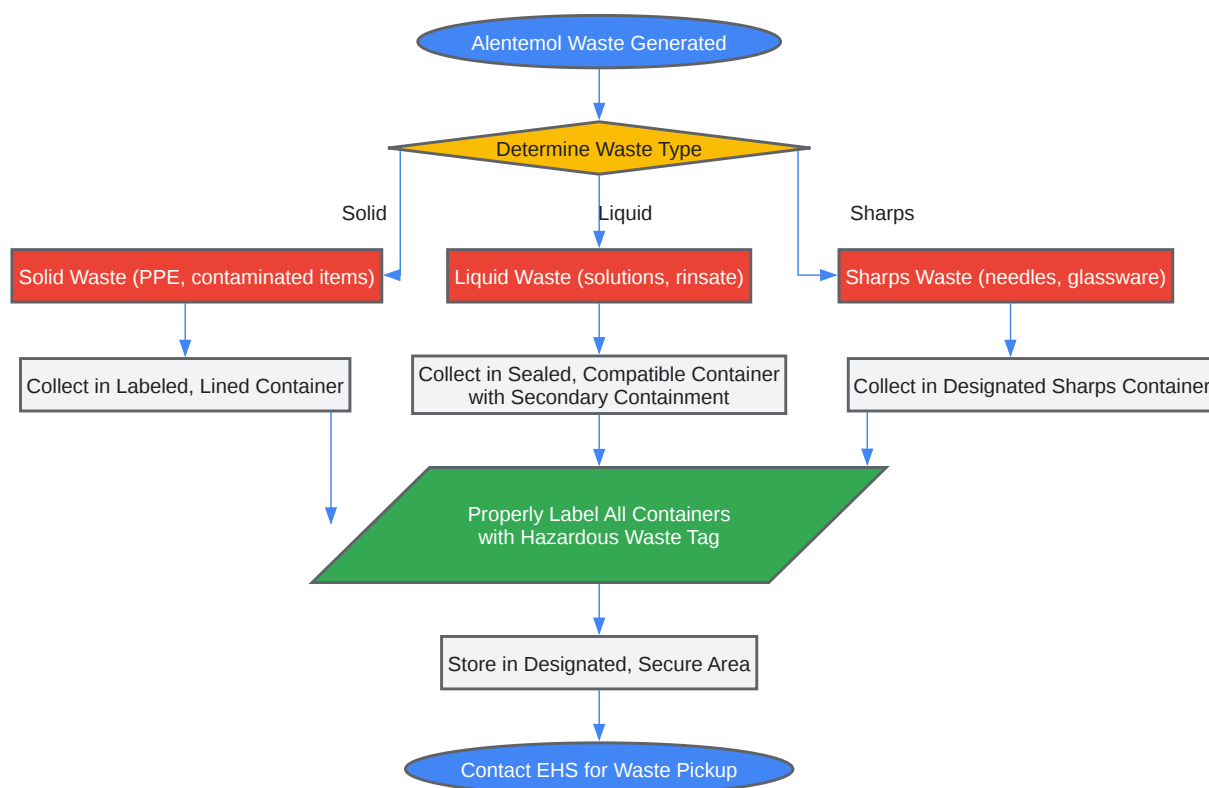 Alentemol Waste Generated
Determine Waste Type
Solid
Liquid
Sharps
Solid Waste (PPE, contaminated items)
Liquid Waste (solutions, rinsate)
Sharps Waste (needles, glassware)
Collect in Labeled, Lined Container
Collect in Sealed, Compatible Container
with Secondary Containment
Collect in Designated Sharps Container
Properly Label All Containers
with Hazardous Waste Tag
Store in Designated, Secure Area
Contact EHS for Waste Pickup